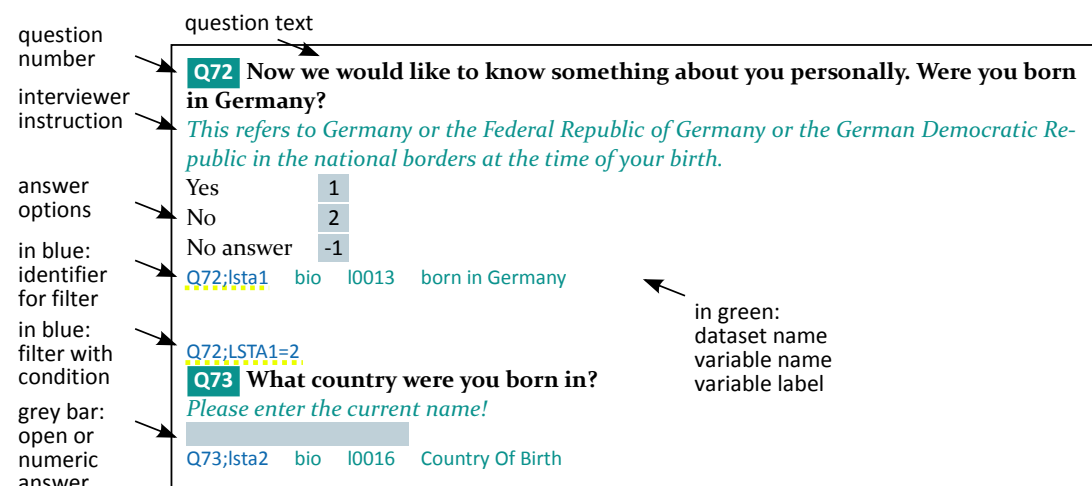 question text
question
number
Q72 Now we would like to know something about you personally. Were you born
in Germany?
interviewer
instruction
This refers to Germany or the Federal Republic of Germany or the German Democratic Re-
public in the national borders at the time of your birth.
answer
options
Yes 1
No 2
No answer -1
in blue:
identifier
for filter
Q72;lsta1 bio l0013 born in Germany
in green:
dataset name
variable name
variable label
in blue:
filter with
condition
Q72;LSTA1=2
Q73 What country were you born in?
Please enter the current name!
grey bar:
open or
numeric
answer
Q73;lsta2 bio l0016 Country Of Birth